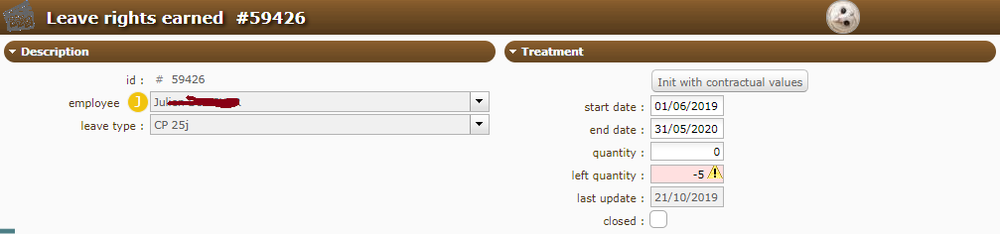 Leave rights earned #59426
Description
id : # 59426
employee J
leave type : CP 25j
Treatment
Init with contractual values
start date : 01/06/2019
end date : 31/05/2020
quantity : 0
left quantity : -5
last update : 21/10/2019
closed :